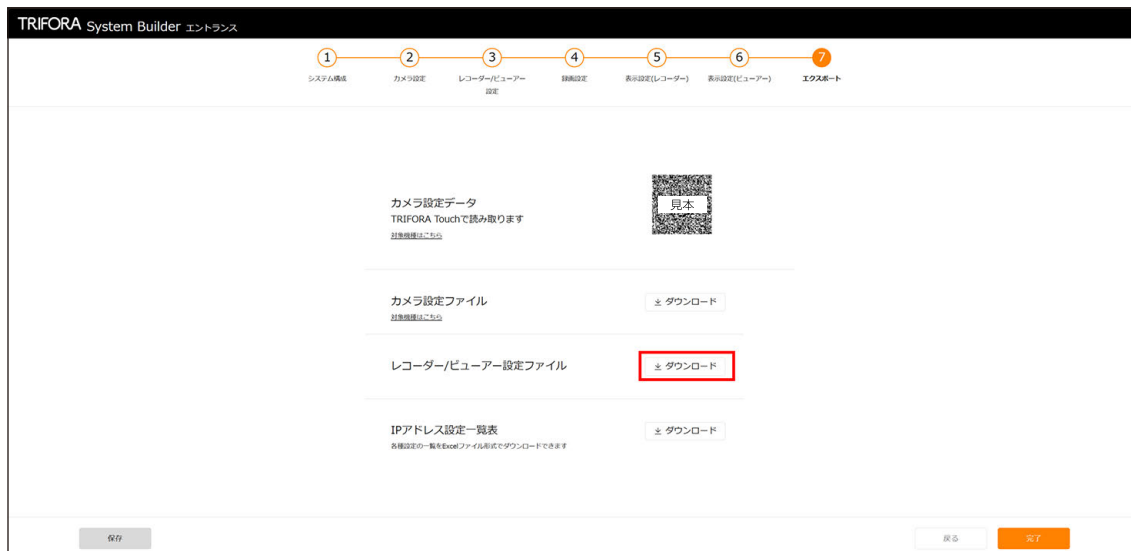 TRIFORA System Builder エントランス
1 2 3 4 5 6 7
システム構成 カメラ設定 レコーダー/ビューアー 録画設定 表示設定(レコーダー) 表示設定(ビューアー) エクスポート
設定
カメラ設定データ
TRIFORA Touchで読み取ります
対象機種はこちら
見本
カメラ設定ファイル
対象機種はこちら
ダウンロード
レコーダー/ビューアー設定ファイル
ダウンロード
IPアドレス設定一覧表
各種設定の一覧をExcelファイル形式でダウンロードできます
ダウンロード
保存
戻る
完了